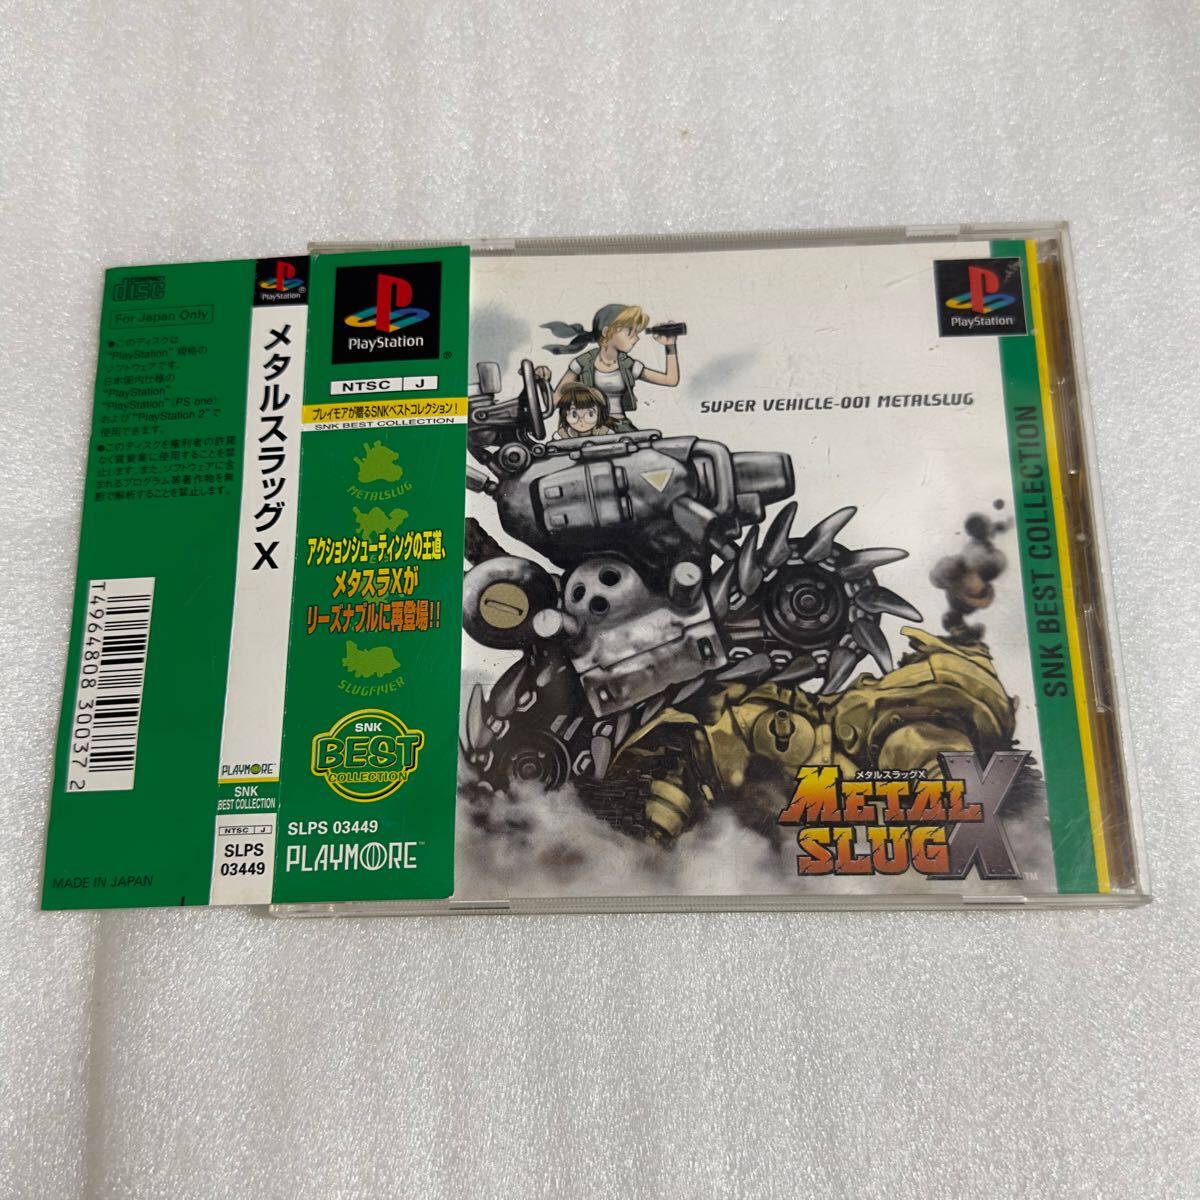 COMPACT
disc
For Japan Only
●このディスクは
"PlayStation" 規格の
ソフトウェアです。
日本国内仕様の
"PlayStation"
"PlayStation"(PS one)
および"PlayStation 2"で
使用できます。
●このディスクを権利者の許諾
なく賃貸業に使用することを禁
止します。また、ソフトウェアに含
まれるプログラム等著作物を無
断で解析することを禁止します。
T4964808 30037 2
MADE IN JAPAN
PlayStation®
メタルスラッグ X
PLAYMORE
SNK
BEST COLLECTION
NTSC J
SLPS
03449
PlayStation®
NTSC J
プレイモアが贈るSNKベストコレクション!
SNK BEST COLLECTION
METALSLUG
アクションシューティングの王道、
メタスラXが
リーズナブルに再登場!!
SLUGFLYER
SNK
BEST
COLLECTION
SLPS 03449
PLAYMORE™
SUPER VEHICLE-001 METALSLUG
PlayStation
SNK BEST COLLECTION
メタルスラッグX
METAL
SLUG X™